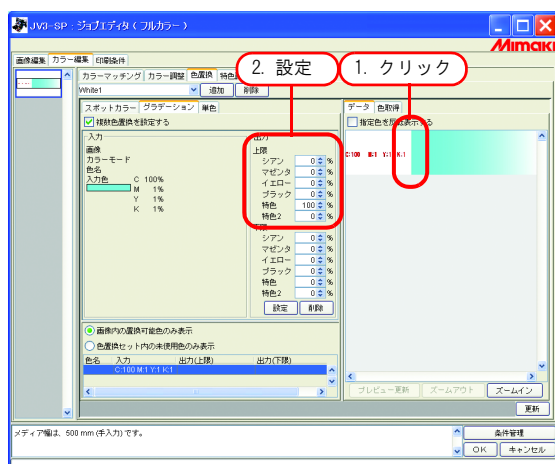 JV3-SP : ジョブエディタ ( フルカラー )
Mimaki
画像編集 カラー編集 印刷条件
カラーマッチング カラー調整 色置換 特色
2. 設定
1. クリック
White1 追加 削除
スポットカラー グラデーション 単色
データ 色取得
複数色置換を設定する
指定色を
する
入力
出力
画像
カラーモード
色名
入力色 C 100%
M 1%
Y 1%
K 1%
上限
シアン 0 %
マゼンタ 0 %
イエロー 0 %
ブラック 0 %
特色 100 %
特色2 0 %
シアン 0 %
マゼンタ 0 %
イエロー 0 %
ブラック 0 %
特色 0 %
特色2 0 %
設定 削除
C:100 M:1 Y:1 K:1
画像内の置換可能色のみ表示
色置換セット内の未使用色のみ表示
色名 入力 出力(上限) 出力(下限)
C:100 M:1 Y:1 K:1
プレビュー更新 ズームアウト ズームイン
更新
メディア幅は、500 mm (手入力) です。
条件管理
OK キャンセル